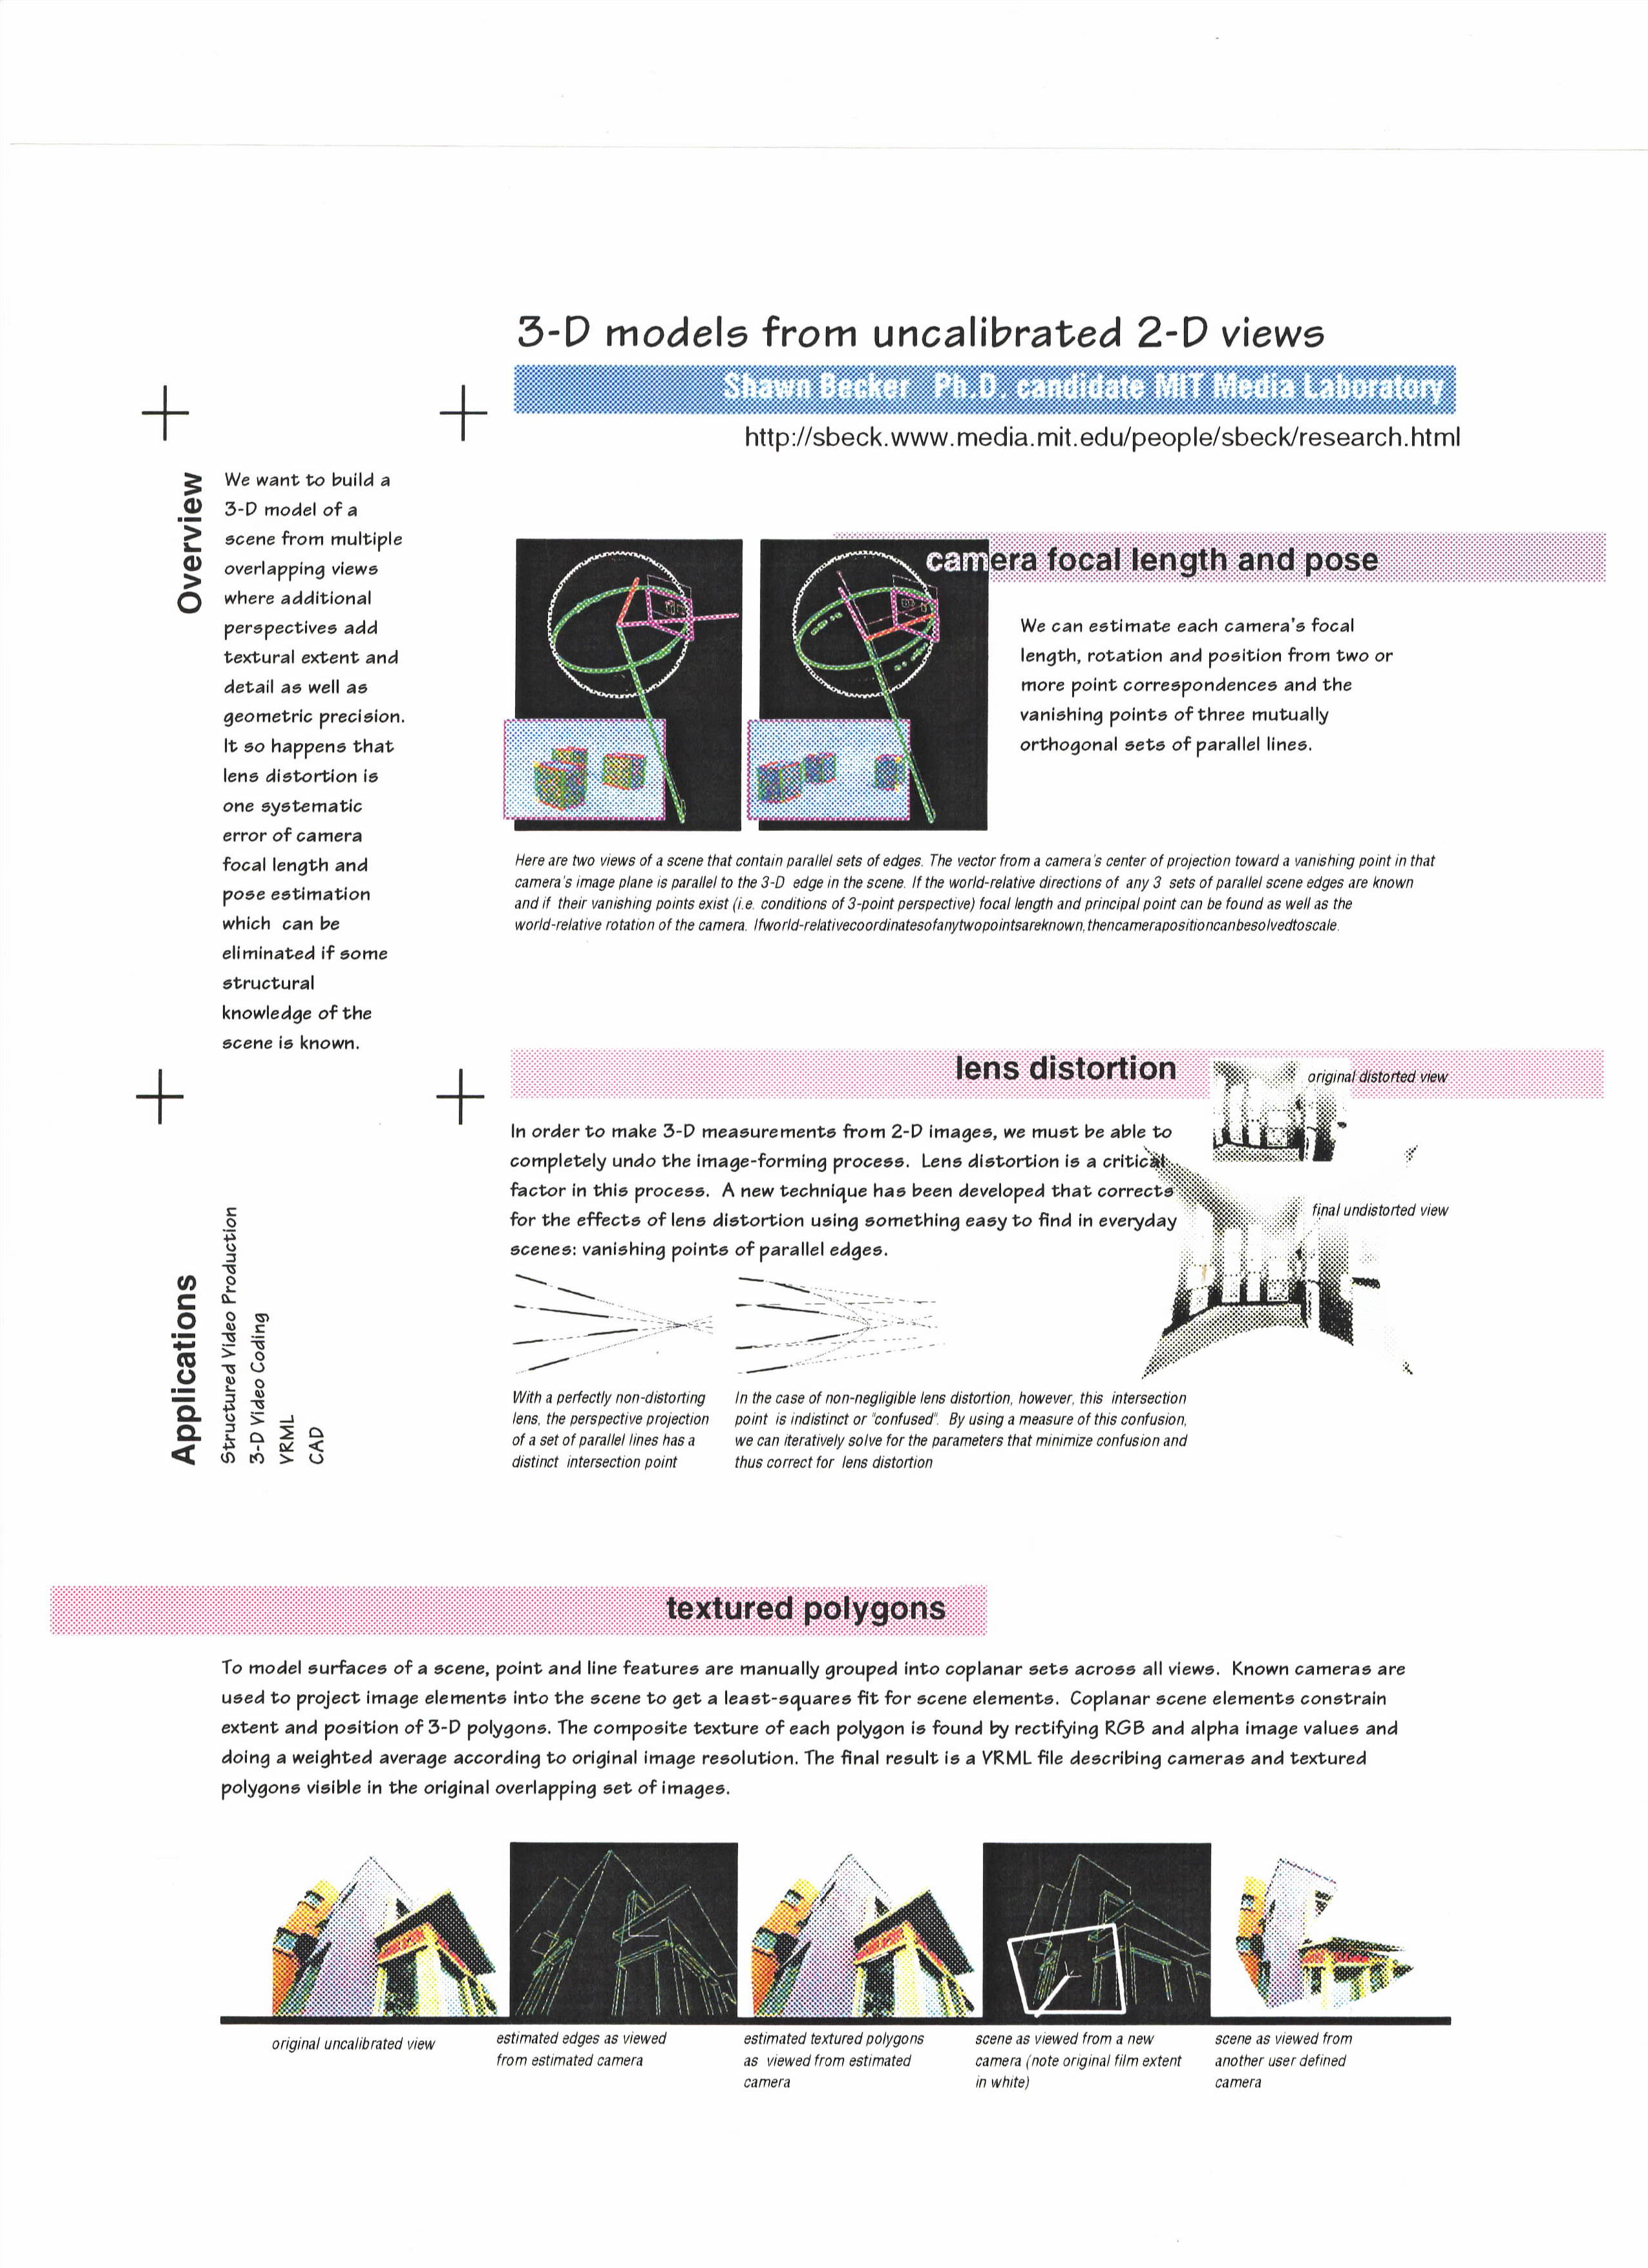 3-D models from uncalibrated 2-D views
Shawn Becker Ph.D. candidate MIT Media Laboratory
http://sbeck.www.media.mit.edu/people/sbeck/research.html
Overview
We want to build a
3-D model of a
scene from multiple
overlapping views
where additional
perspectives add
textural extent and
detail as well as
geometric precision.
It so happens that
lens distortion is
one systematic
error of camera
focal length and
pose estimation
which can be
eliminated if some
structural
knowledge of the
scene is known.
camera focal length and pose
We can estimate each camera's focal
length, rotation and position from two or
more point correspondences and the
vanishing points of three mutually
orthogonal sets of parallel lines.
Here are two views of a scene that contain parallel sets of edges. The vector from a camera's center of projection toward a vanishing point in that
camera's image plane is parallel to the 3-D edge in the scene. If the world-relative directions of any 3 sets of parallel scene edges are known
and if their vanishing points exist (i.e. conditions of 3-point perspective) focal length and principal point can be found as well as the
world-relative rotation of the camera. Ifworld-relativecoordinatesofanytwopointsareknown,thencamerapositioncanbesolvedtoscale.
Applications
Structured Video Production
3-D Video Coding
VRML
CAD
lens distortion
original distorted view
In order to make 3-D measurements from 2-D images, we must be able to
completely undo the image-forming process. Lens distortion is a critical
factor in this process. A new technique has been developed that corrects
for the effects of lens distortion using something easy to find in everyday
scenes: vanishing points of parallel edges.
final undistorted view
With a perfectly non-distorting
lens, the perspective projection
of a set of parallel lines has a
distinct intersection point
In the case of non-negligible lens distortion, however, this intersection
point is indistinct or "confused". By using a measure of this confusion,
we can iteratively solve for the parameters that minimize confusion and
thus correct for lens distortion
textured polygons
To model surfaces of a scene, point and line features are manually grouped into coplanar sets across all views. Known cameras are
used to project image elements into the scene to get a least-squares fit for scene elements. Coplanar scene elements constrain
extent and position of 3-D polygons. The composite texture of each polygon is found by rectifying RGB and alpha image values and
doing a weighted average according to original image resolution. The final result is a VRML file describing cameras and textured
polygons visible in the original overlapping set of images.
original uncalibrated view
estimated edges as viewed
from estimated camera
estimated textured polygons
as viewed from estimated
camera
scene as viewed from a new
camera (note original film extent
in white)
scene as viewed from
another user defined
camera